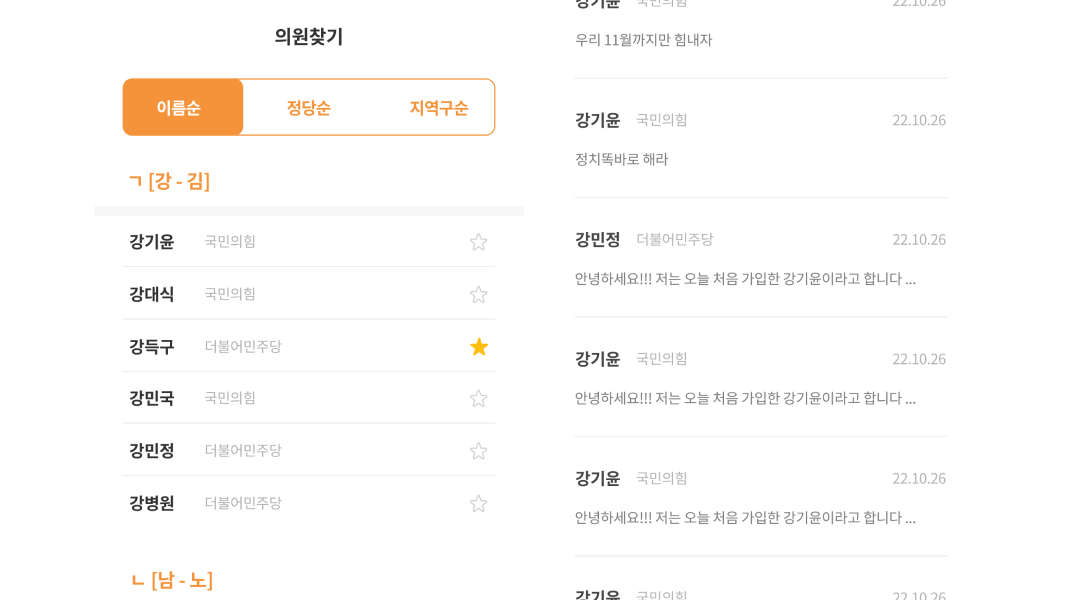 의원찾기
이름순 정당순 지역구순
ㄱ [강 - 김]
강기윤 국민의힘
강대식 국민의힘
강득구 더불어민주당
강민국 국민의힘
강민정 더불어민주당
강병원 더불어민주당
ㄴ [남 - 노]
강기윤 국민의힘 22.10.26
우리 11월까지만 힘내자
강기윤 국민의힘 22.10.26
정치똑바로 해라
강민정 더불어민주당 22.10.26
안녕하세요!!! 저는 오늘 처음 가입한 강기윤이라고 합니다 ...
강기윤 국민의힘 22.10.26
안녕하세요!!! 저는 오늘 처음 가입한 강기윤이라고 합니다 ...
강기윤 국민의힘 22.10.26
안녕하세요!!! 저는 오늘 처음 가입한 강기윤이라고 합니다 ...
강기윤 국민의힘 22.10.26